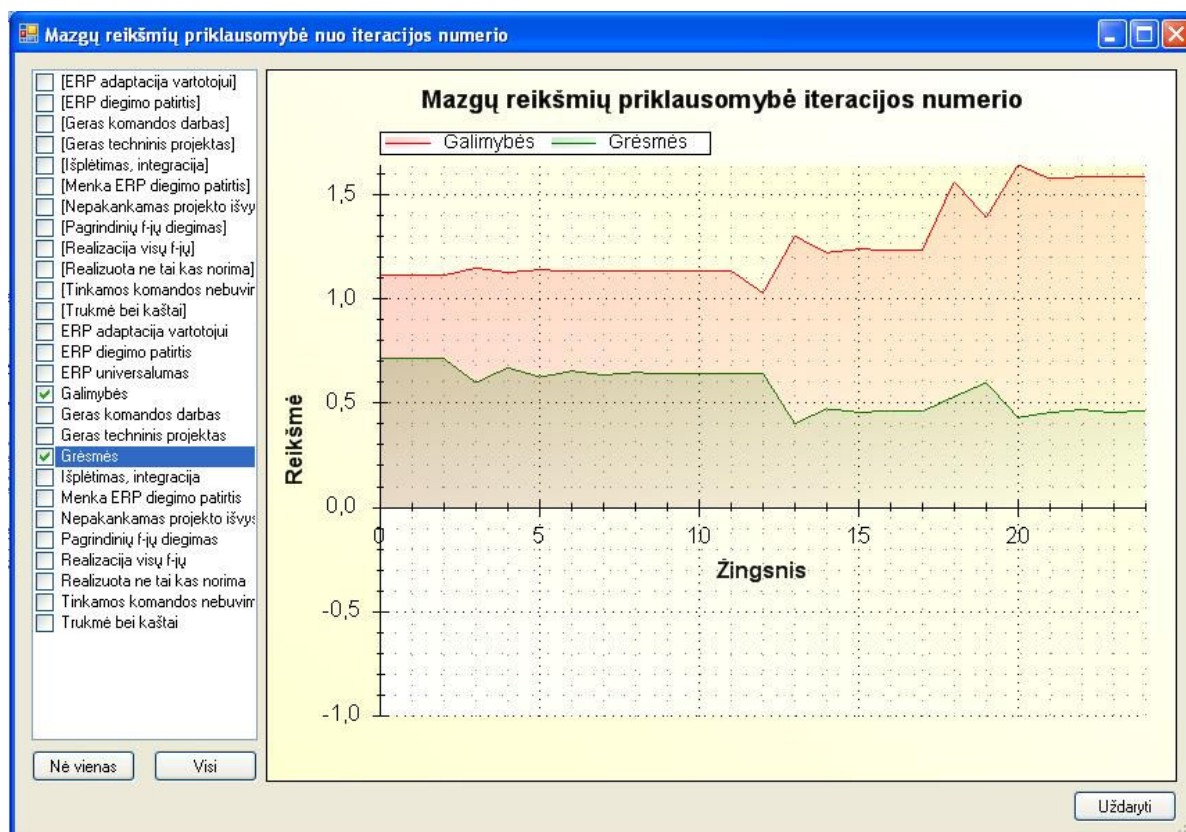 Mazgų reikšmių priklausomybė nuo iteracijos numerio
[ERP adaptacija vartotojui]
[ERP diegimo patirtis]
[Geras komandos darbas]
[Geras techninis projektas]
[Išplėtimas, integracija]
[Menka ERP diegimo patirtis]
[Nepakankamas projekto išvy
[Pagrindinių f-jų diegimas]
[Realizacija visų f-jų]
[Realizuota ne tai kas norima]
[Tinkamos komandos nebuvir
[Trukmė bei kaštai]
ERP adaptacija vartotojui
ERP diegimo patirtis
ERP universalumas
Galimybės
Geras komandos darbas
Geras techninis projektas
Grėsmės
Išplėtimas, integracija
Menka ERP diegimo patirtis
Nepakankamas projekto išvys
Pagrindinių f-jų diegimas
Realizacija visų f-jų
Realizuota ne tai kas norima
Tinkamos komandos nebuvim
Trukmė bei kaštai
Nė vienas
Visi
Mazgų reikšmių priklausomybė iteracijos numerio
Galimybės
Grėsmės
1,5
1,0
0,5
0,0
-0,5
-1,0
Reikšmė
0
5
10
15
20
Žingsnis
Uždaryti